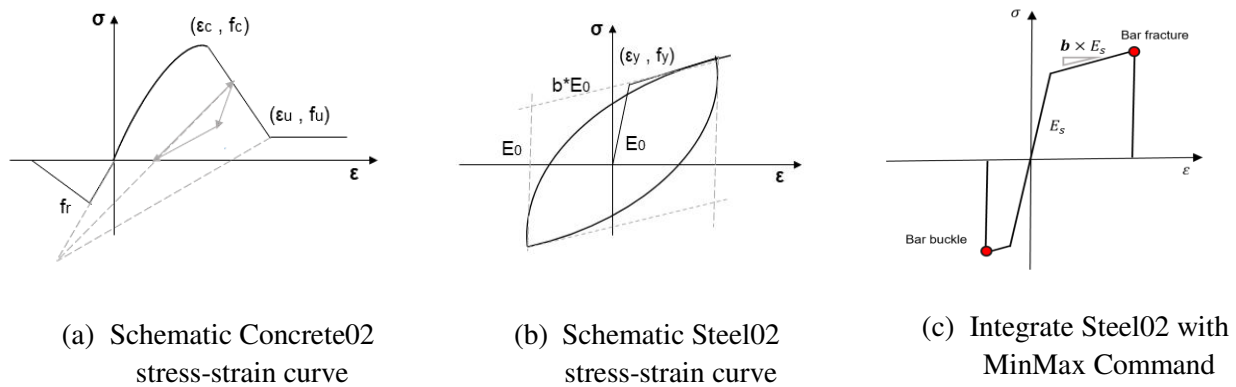 σ
(εc , fc)
(εu , fu)
ε
fr
σ
(εy , fy)
b*E0
E0
E0
ε
σ
b × Es
Bar fracture
Es
ε
Bar buckle
(a) Schematic Concrete02
stress-strain curve
(b) Schematic Steel02
stress-strain curve
(c) Integrate Steel02 with
MinMax Command